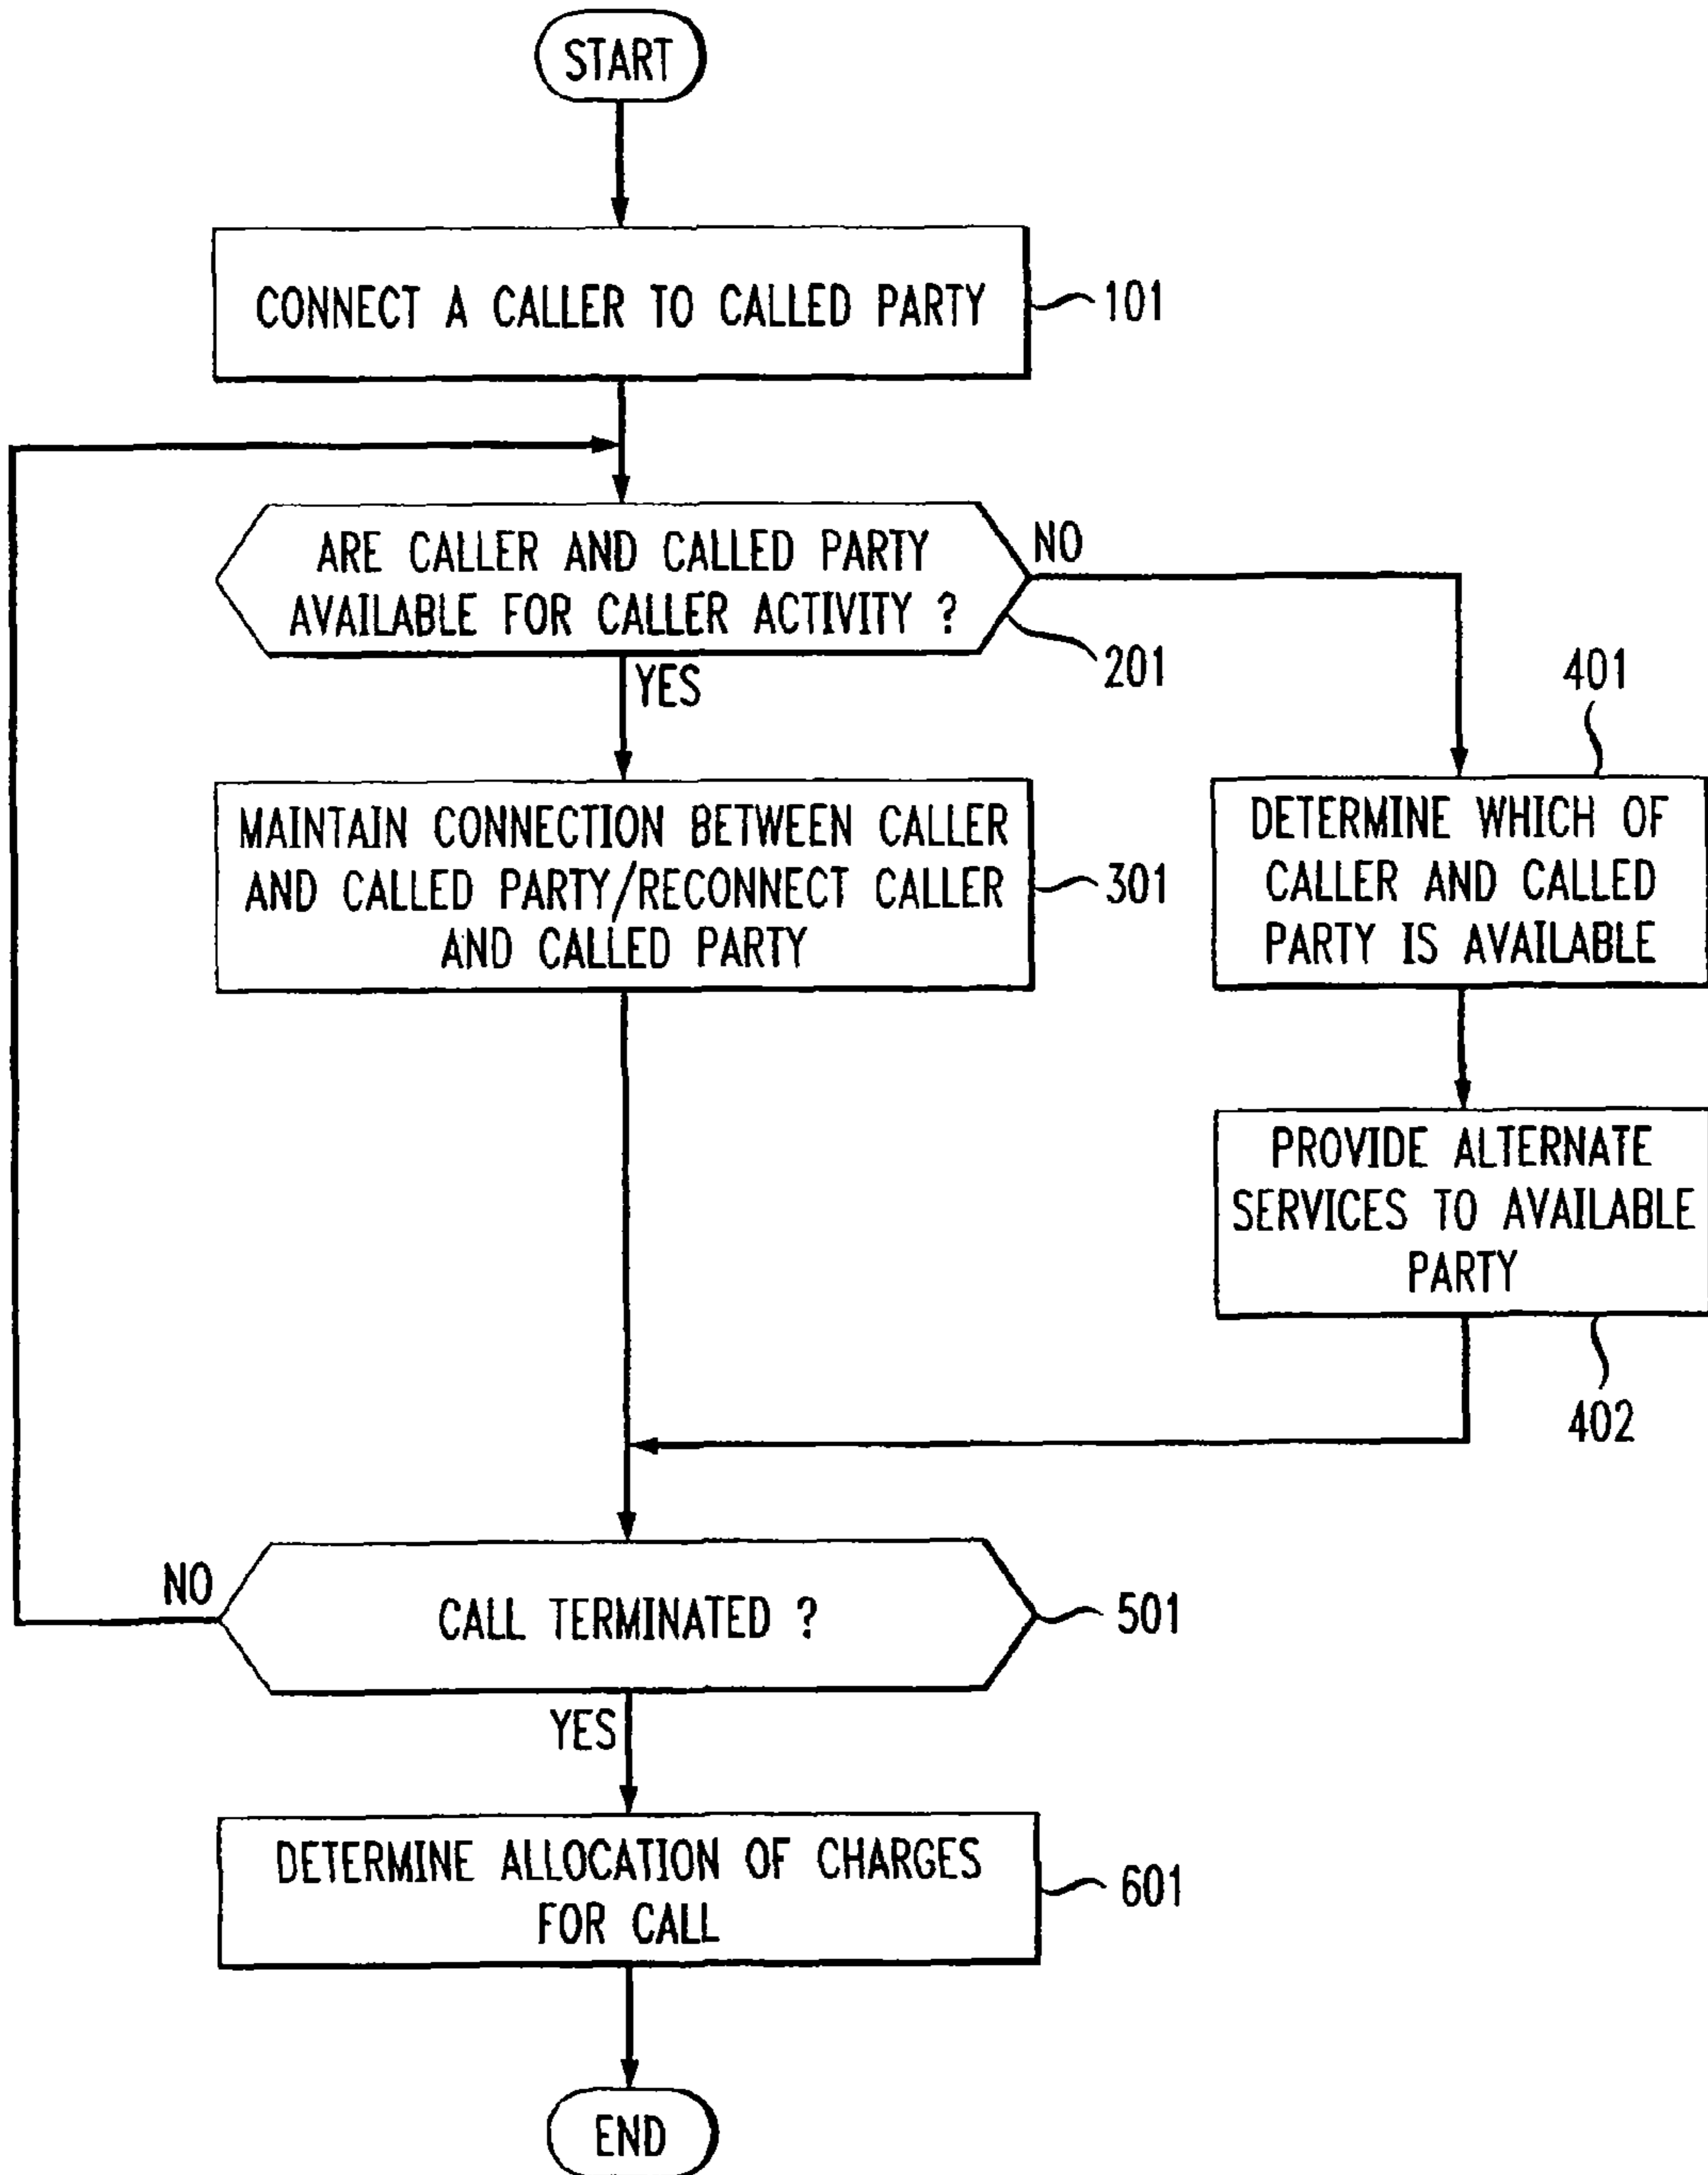 START
CONNECT A CALLER TO CALLED PARTY
101
ARE CALLER AND CALLED PARTY
AVAILABLE FOR CALLER ACTIVITY ?
NO
201
YES
401
MAINTAIN CONNECTION BETWEEN CALLER
AND CALLED PARTY/RECONNECT CALLER
AND CALLED PARTY
301
DETERMINE WHICH OF
CALLER AND CALLED
PARTY IS AVAILABLE
PROVIDE ALTERNATE
SERVICES TO AVAILABLE
PARTY
402
NO
CALL TERMINATED ?
501
YES
DETERMINE ALLOCATION OF CHARGES
FOR CALL
601
END